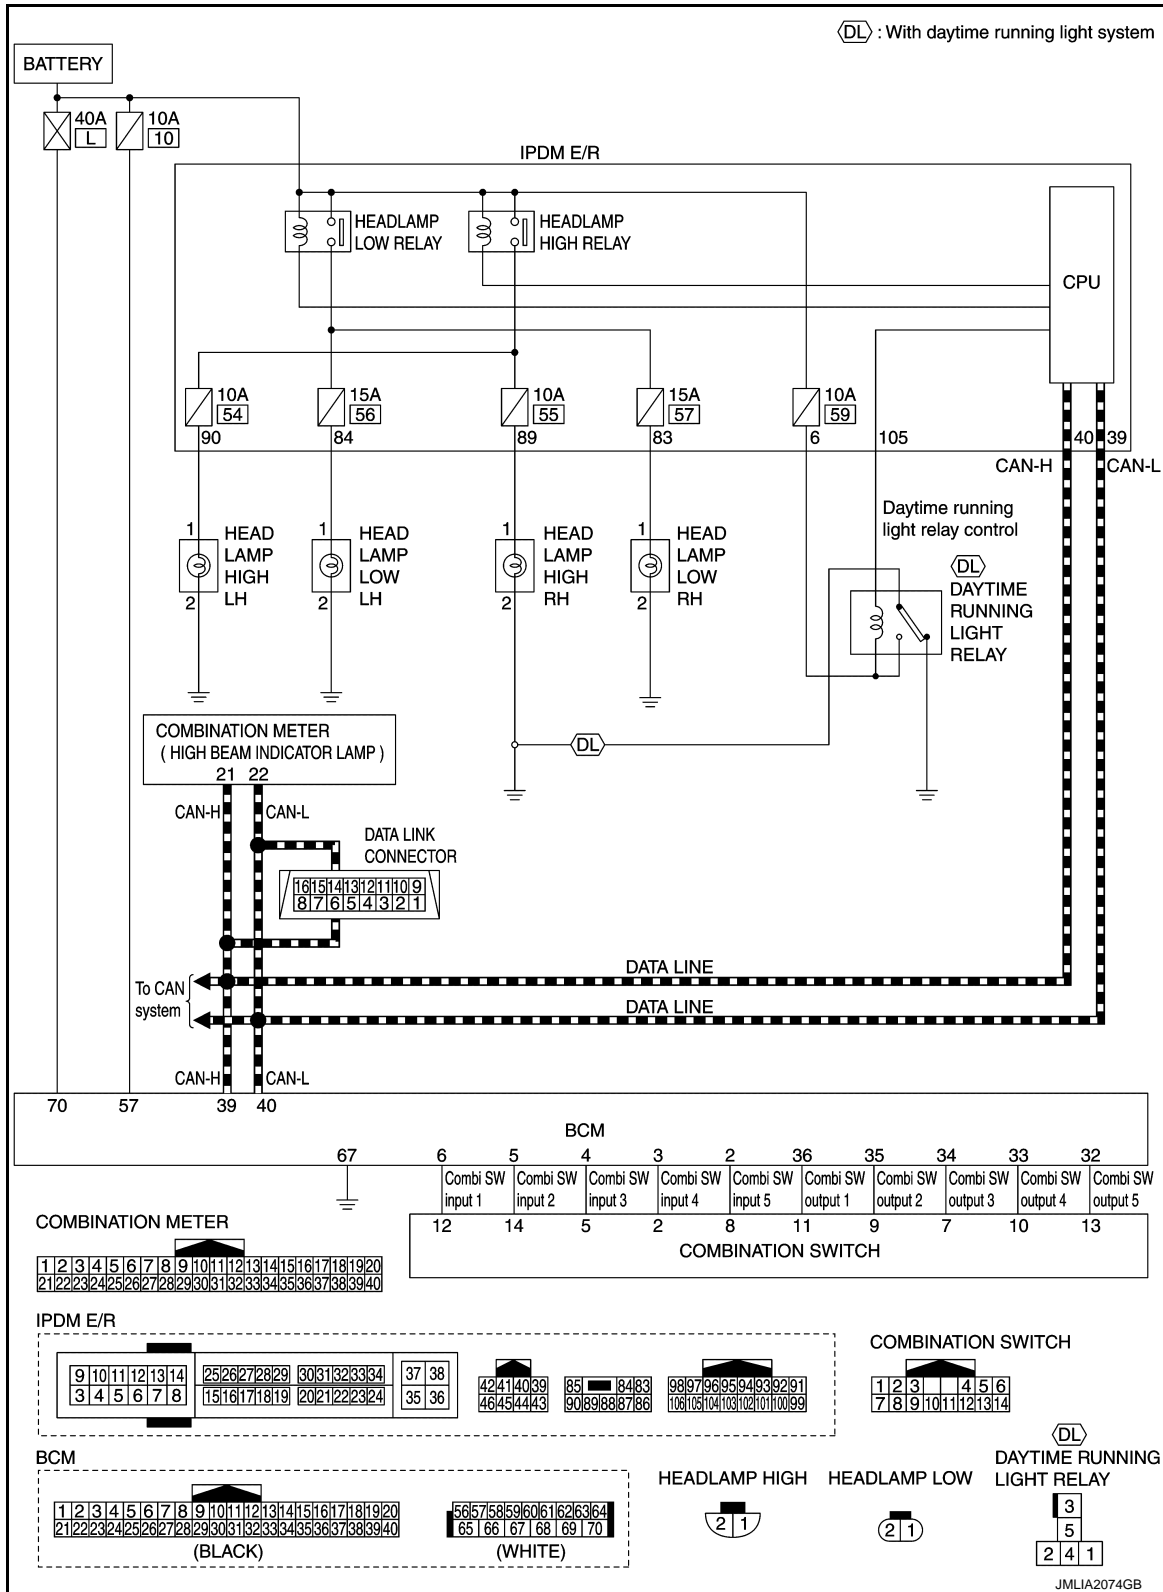 DL : With daytime running light system
BATTERY
40A
L
10A
10
IPDM E/R
HEADLAMP
LOW RELAY
HEADLAMP
HIGH RELAY
CPU
10A
54
15A
56
10A
55
15A
57
10A
59
90
84
89
83
6
105
40
39
CAN-H
CAN-L
Daytime running
light relay control
1
HEAD
LAMP
HIGH
LH
2
1
HEAD
LAMP
LOW
LH
2
1
HEAD
LAMP
HIGH
RH
2
1
HEAD
LAMP
LOW
RH
2
DL
DAYTIME
RUNNING
LIGHT
RELAY
COMBINATION METER
( HIGH BEAM INDICATOR LAMP )
21 22
DL
CAN-H
CAN-L
DATA LINK
CONNECTOR
16 15 14 13 12 11 10 9
8 7 6 5 4 3 2 1
To CAN
system
DATA LINE
DATA LINE
CAN-H
CAN-L
70
57
39
40
BCM
67
6 5 4 3 2 36 35 34 33 32
Combi SW
input 1
Combi SW
input 2
Combi SW
input 3
Combi SW
input 4
Combi SW
input 5
Combi SW
output 1
Combi SW
output 2
Combi SW
output 3
Combi SW
output 4
Combi SW
output 5
12 14 5 2 8 11 9 7 10 13
COMBINATION SWITCH
COMBINATION METER
1 2 3 4 5 6 7 8 9 10 11 12 13 14 15 16 17 18 19 20
21 22 23 24 25 26 27 28 29 30 31 32 33 34 35 36 37 38 39 40
IPDM E/R
9 10 11 12 13 14
3 4 5 6 7 8
25 26 27 28 29 30 31 32 33 34
15 16 17 18 19 20 21 22 23 24
37 38
35 36
42 41 40 39
46 45 44 43
85 84 83
90 89 88 87 86
98 97 96 95 94 93 92 91
106 105 104 103 102 101 100 99
COMBINATION SWITCH
1 2 3 4 5 6
7 8 9 10 11 12 13 14
BCM
1 2 3 4 5 6 7 8 9 10 11 12 13 14 15 16 17 18 19 20
21 22 23 24 25 26 27 28 29 30 31 32 33 34 35 36 37 38 39 40
(BLACK)
56 57 58 59 60 61 62 63 64
65 66 67 68 69 70
(WHITE)
HEADLAMP HIGH
2 1
HEADLAMP LOW
2 1
DL
DAYTIME RUNNING
LIGHT RELAY
3
5
2 4 1
JMLIA2074GB